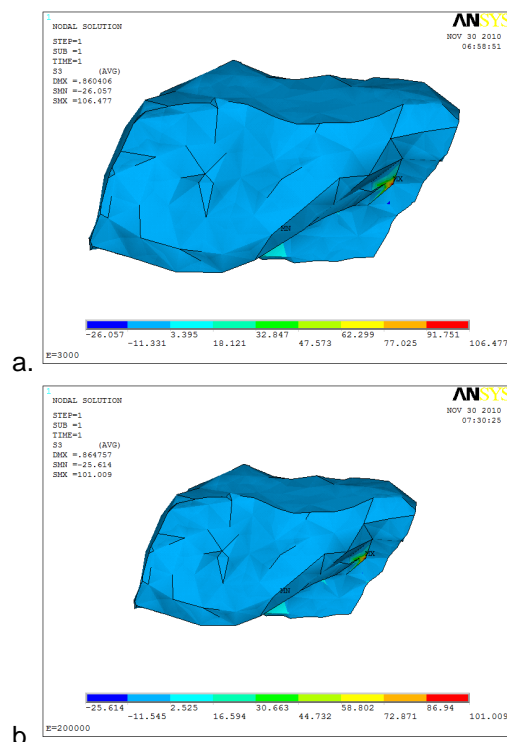 1
NODAL SOLUTION
ANSYS
NOV 30 2010
06:58:51
STEP=1
SUB =1
TIME=1
S3 (AVG)
DMX =.860406
SMN =-26.057
SMX =106.477
MX
MN
-26.057 3.395 32.847 62.299 91.751
-11.331 18.121 47.573 77.025 106.477
E=3000
a.
1
NODAL SOLUTION
ANSYS
NOV 30 2010
07:30:25
STEP=1
SUB =1
TIME=1
S3 (AVG)
DMX =.864757
SMN =-25.614
SMX =101.009
MX
MN
-25.614 2.525 30.663 58.802 86.94
-11.545 16.594 44.732 72.871 101.009
E=200000
b